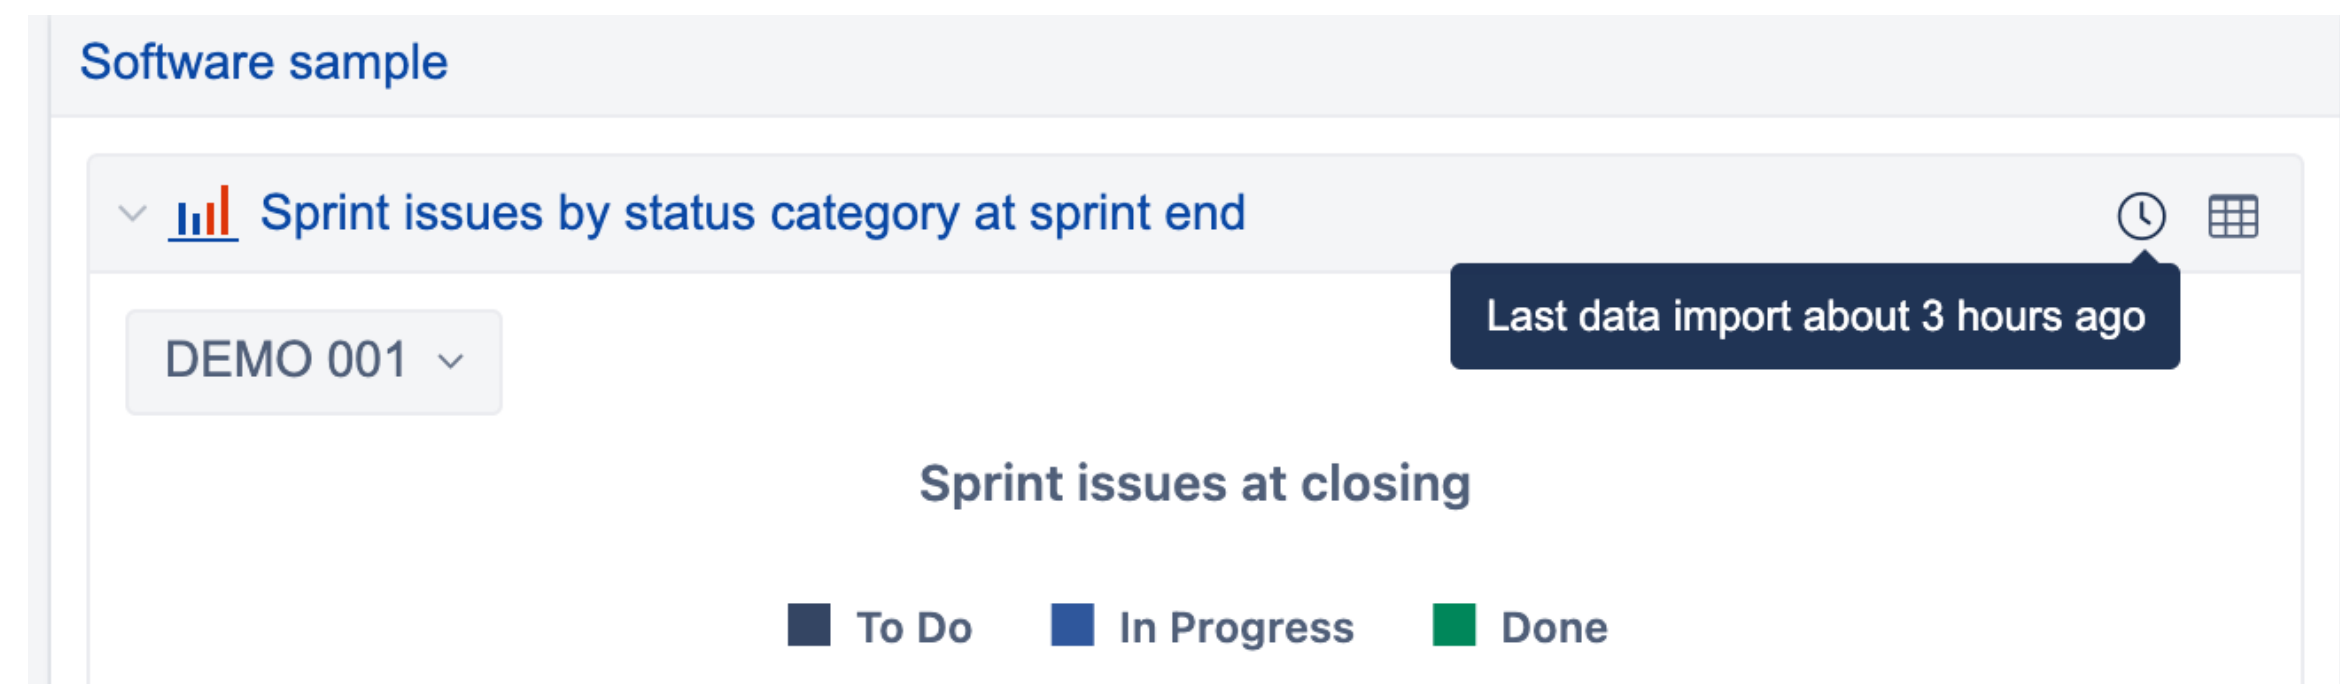 Software sample
Sprint issues by status category at sprint end
Last data import about 3 hours ago
DEMO 001
Sprint issues at closing
To Do In Progress Done